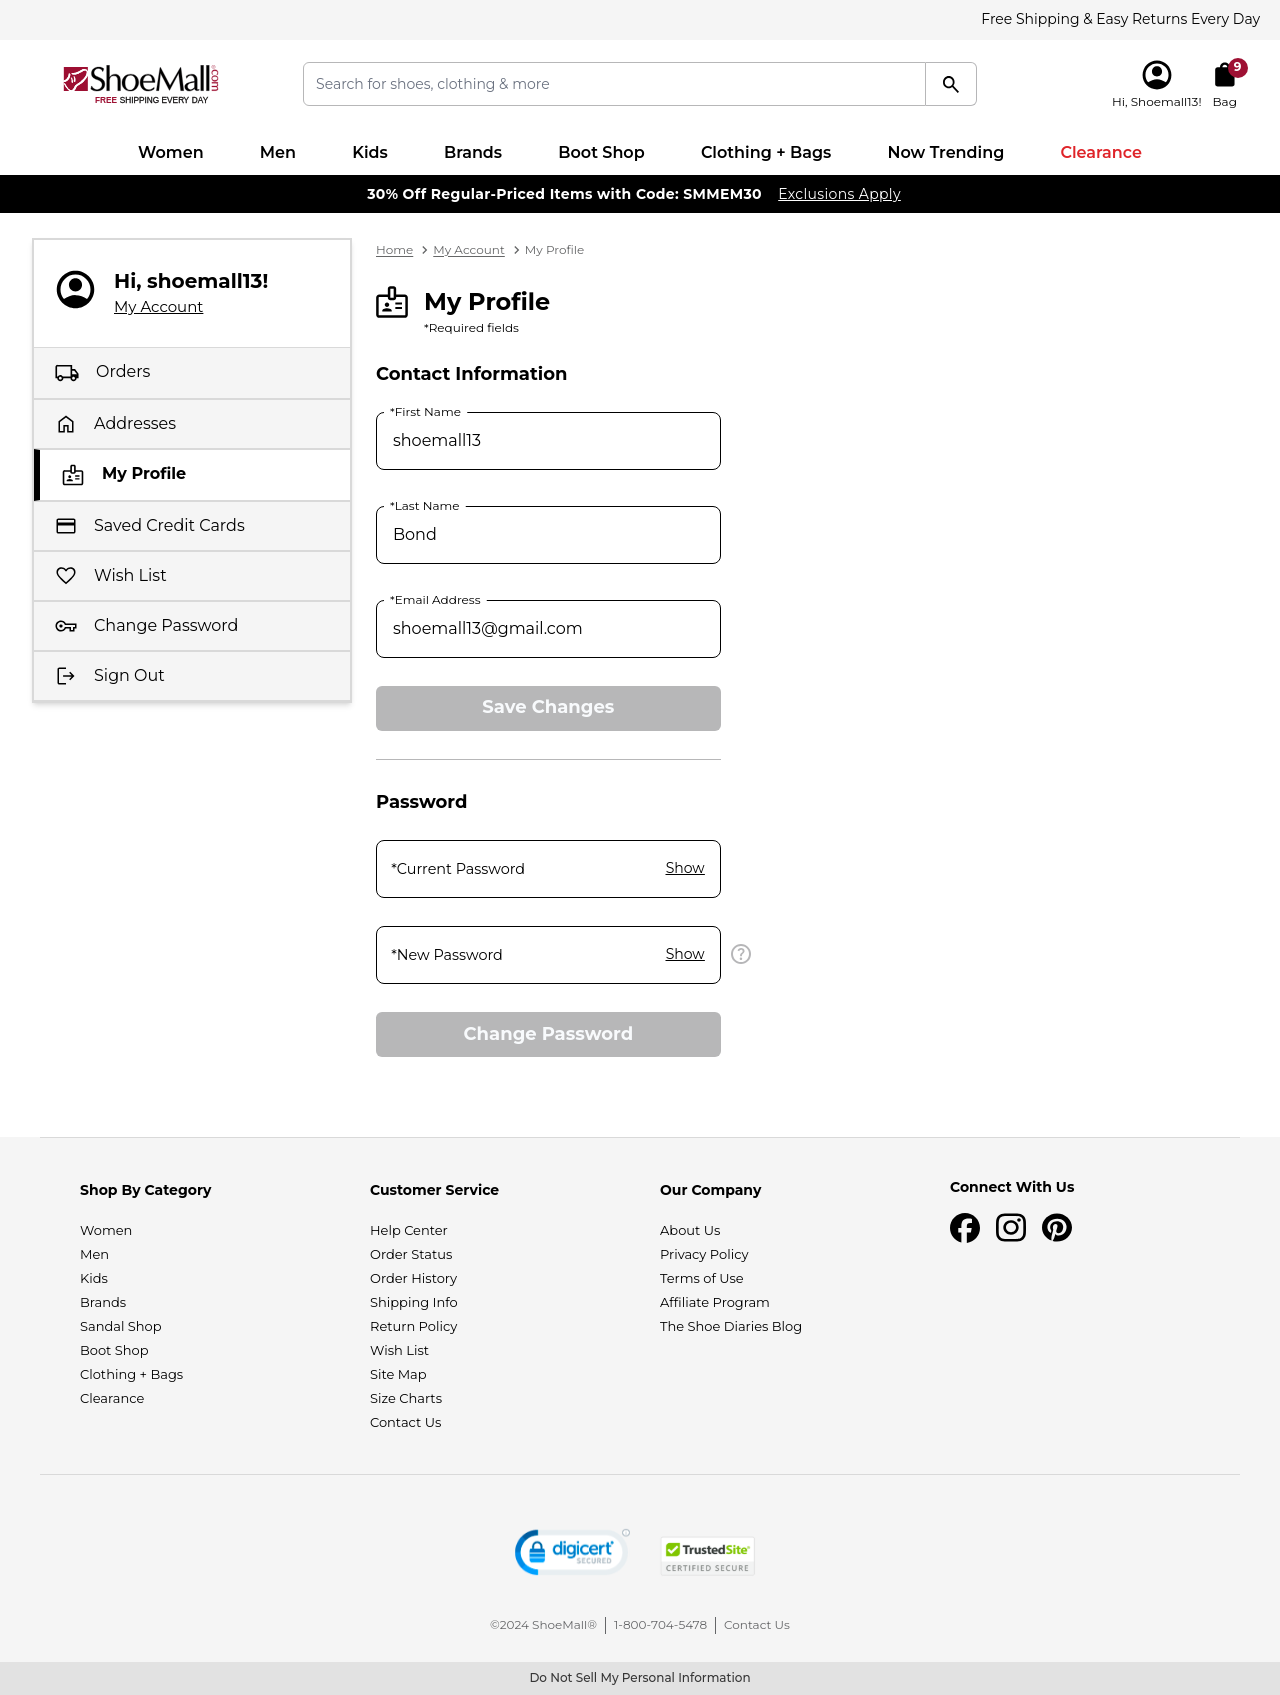 Free Shipping & Easy Returns Every Day
ShoeMall.com
FREE SHIPPING EVERY DAY
Search for shoes, clothing & more
9
Hi, Shoemall13! Bag
Women Men Kids Brands Boot Shop Clothing + Bags Now Trending Clearance
30% Off Regular-Priced Items with Code: SMMEM30 Exclusions Apply
Hi, shoemall13!
My Account
Orders
Addresses
My Profile
Saved Credit Cards
Wish List
Change Password
Sign Out
Home > My Account > My Profile
My Profile
*Required fields
Contact Information
*First Name
shoemall13
*Last Name
Bond
*Email Address
shoemall13@gmail.com
Save Changes
Password
*Current Password Show
*New Password Show ?
Change Password
Shop By Category
Women
Men
Kids
Brands
Sandal Shop
Boot Shop
Clothing + Bags
Clearance
Customer Service
Help Center
Order Status
Order History
Shipping Info
Return Policy
Wish List
Site Map
Size Charts
Contact Us
Our Company
About Us
Privacy Policy
Terms of Use
Affiliate Program
The Shoe Diaries Blog
Connect With Us
digicert
SECURED
TrustedSite
CERTIFIED SECURE
©2024 ShoeMall® | 1-800-704-5478 | Contact Us
Do Not Sell My Personal Information